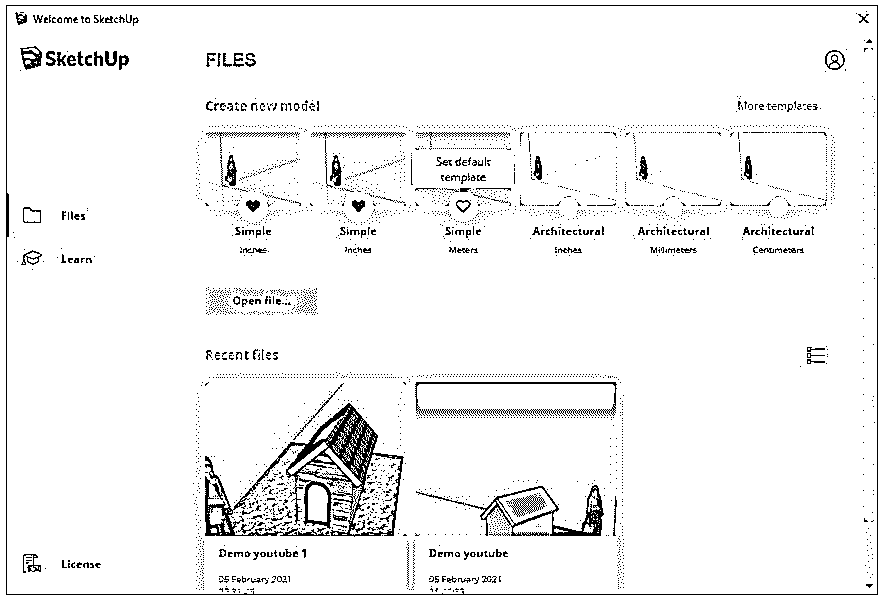 Welcome to SketchUp
SketchUp
FILES
Create new model
More templates
Set default
template
Simple
Inches
Simple
Inches
Simple
Meters
Architectural
Inches
Architectural
Millimeters
Architectural
Centimeters
Files
Learn
Open file...
Recent files
Demo youtube 1
05 February 2021
Demo youtube
05 February 2021
License